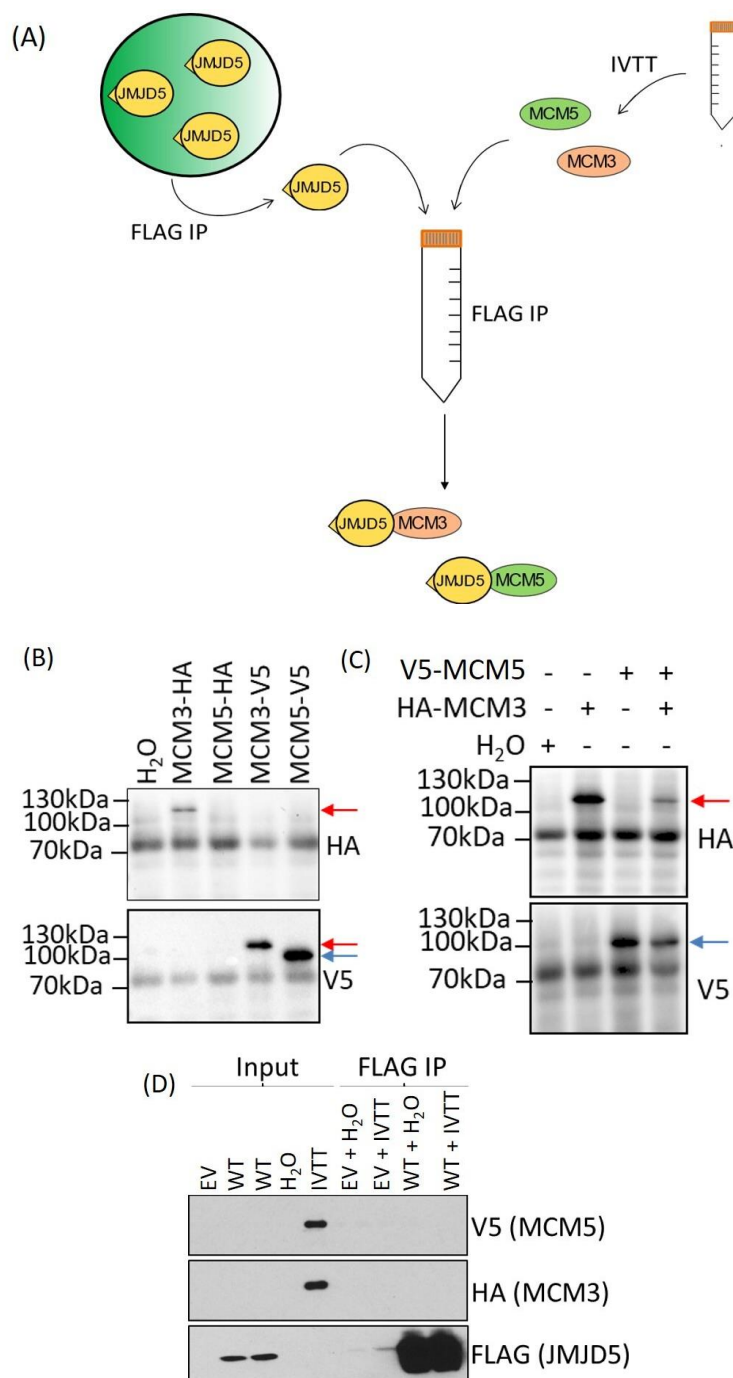 (A)
JMJD5
JMJD5
JMJD5
FLAG IP
JMJD5
IVTT
MCM5
MCM3
FLAG IP
JMJD5 MCM3
JMJD5 MCM5
(B)
H₂O
MCM3-HA
MCM5-HA
MCM3-V5
MCM5-V5
130kDa
100kDa
70kDa
HA
130kDa
100kDa
70kDa
V5
(C)
V5-MCM5 - - + +
HA-MCM3 - + - +
H₂O + - - -
130kDa
100kDa
70kDa
HA
130kDa
100kDa
70kDa
V5
(D)
Input FLAG IP
EV
WT
WT
H₂O
IVTT
EV + H₂O
EV + IVTT
WT + H₂O
WT + IVTT
V5 (MCM5)
HA (MCM3)
FLAG (JMJD5)